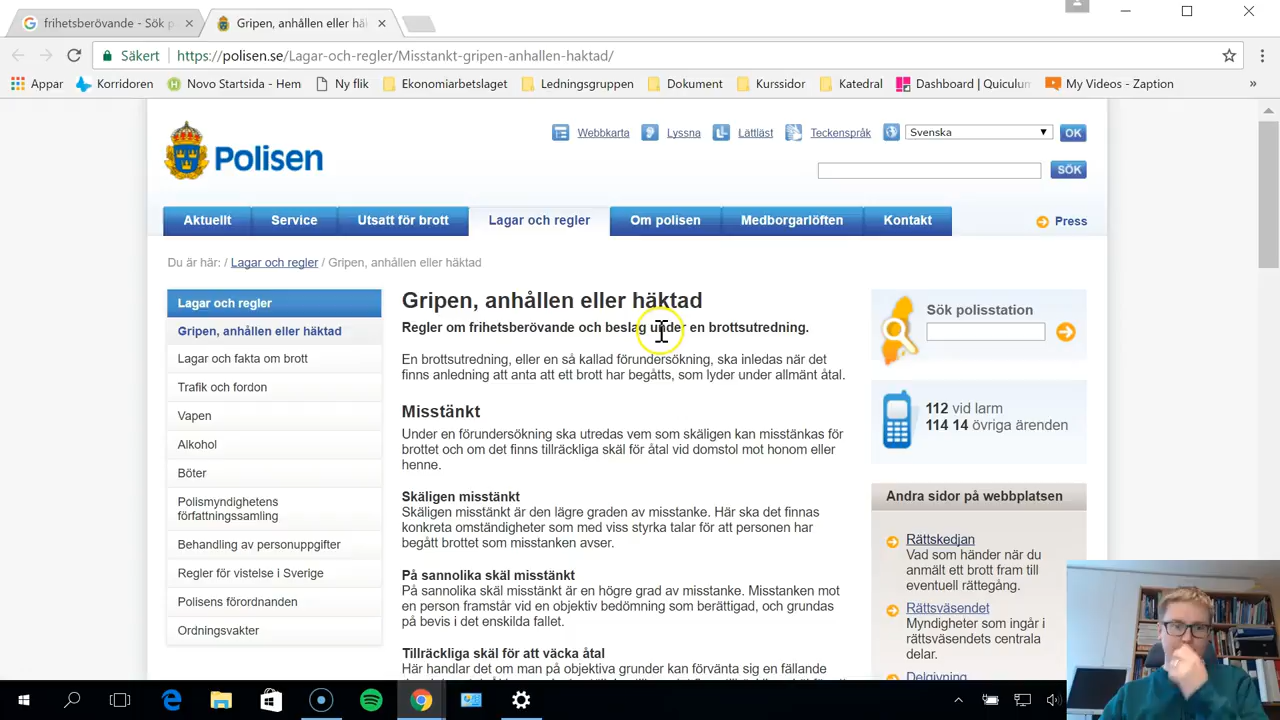 frihetsberövande - Sök p
Gripen, anhållen eller hä
Säkert
https://polisen.se/Lagar-och-regler/Misstankt-gripen-anhallen-haktad/
Appar
Korridoren
Novo Startsida - Hem
Ny flik
Ekonomiarbetslaget
Ledningsgruppen
Dokument
Kurssidor
Katedral
Dashboard | Quiculum
My Videos - Zaption
»
Polisen
Webbkarta
Lyssna
Lättläst
Teckenspråk
Svenska
OK
SÖK
Aktuellt
Service
Utsatt för brott
Lagar och regler
Om polisen
Medborgarlöften
Kontakt
Press
Du är här: / Lagar och regler / Gripen, anhållen eller häktad
Lagar och regler
Gripen, anhållen eller häktad
Lagar och fakta om brott
Trafik och fordon
Vapen
Alkohol
Böter
Polismyndighetens
författningssamling
Behandling av personuppgifter
Regler för vistelse i Sverige
Polisens förordnanden
Ordningsvakter
Gripen, anhållen eller häktad
Regler om frihetsberövande och beslag under en brottsutredning.
En brottsutredning, eller en så kallad förundersökning, ska inledas när det
finns anledning att anta att ett brott har begåtts, som lyder under allmänt åtal.
Misstänkt
Under en förundersökning ska utredas vem som skäligen kan misstänkas för
brottet och om det finns tillräckliga skäl för åtal vid domstol mot honom eller
henne.
Skäligen misstänkt
Skäligen misstänkt är den lägre graden av misstanke. Här ska det finnas
konkreta omständigheter som med viss styrka talar för att personen har
begått brottet som misstanken avser.
På sannolika skäl misstänkt
På sannolika skäl misstänkt är en högre grad av misstanke. Misstanken mot
en person framstår vid en objektiv bedömning som berättigad, och grundas
på bevis i det enskilda fallet.
Tillräckliga skäl för att väcka åtal
Här handlar det om man på objektiva grunder kan förvänta sig en fällande
Sök polisstation
112 vid larm
114 14 övriga ärenden
Andra sidor på webbplatsen
Rättskedjan
Vad som händer när du
anmält ett brott fram till
eventuell rättegång.
Rättsväsendet
Myndigheter som ingår i
rättsväsendets centrala
delar.
Delgivning